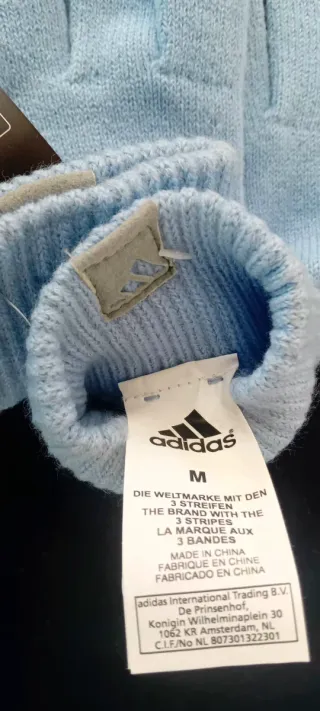 adidas
M
DIE WELTMARKE MIT DEN
3 STREIFEN
THE BRAND WITH THE
3 STRIPES
LA MARQUE AUX
3 BANDES
MADE IN CHINA
FABRIQUE EN CHINE
FABRICADO EN CHINA
adidas International Trading B.V.
De Prinsenhof,
Konigin Wilhelminaplein 30
1062 KR Amsterdam, NL
C.I.F./No NL 807301322301